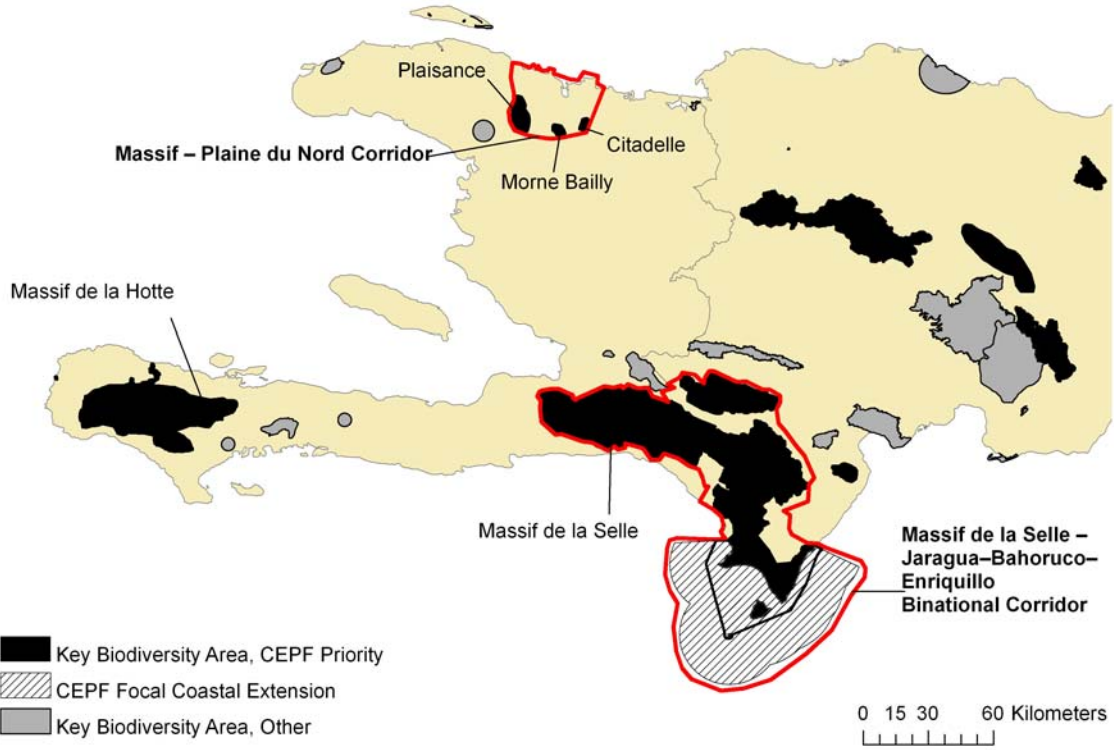 Plaisance
Massif – Plaine du Nord Corridor
Citadelle
Morne Bailly
Massif de la Hotte
Massif de la Selle
Massif de la Selle –
Jaragua–Bahoruco–
Enriquillo
Binational Corridor
Key Biodiversity Area, CEPF Priority
CEPF Focal Coastal Extension
Key Biodiversity Area, Other
0 15 30 60 Kilometers